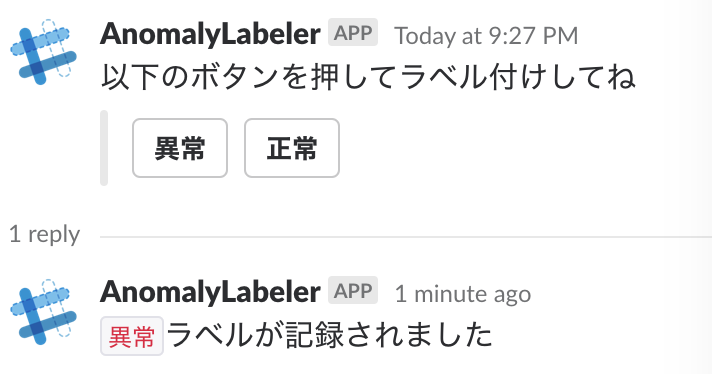 AnomalyLabeler APP Today at 9:27 PM
以下のボタンを押してラベル付けしてね
異常 正常
1 reply
AnomalyLabeler APP 1 minute ago
異常ラベルが記録されました